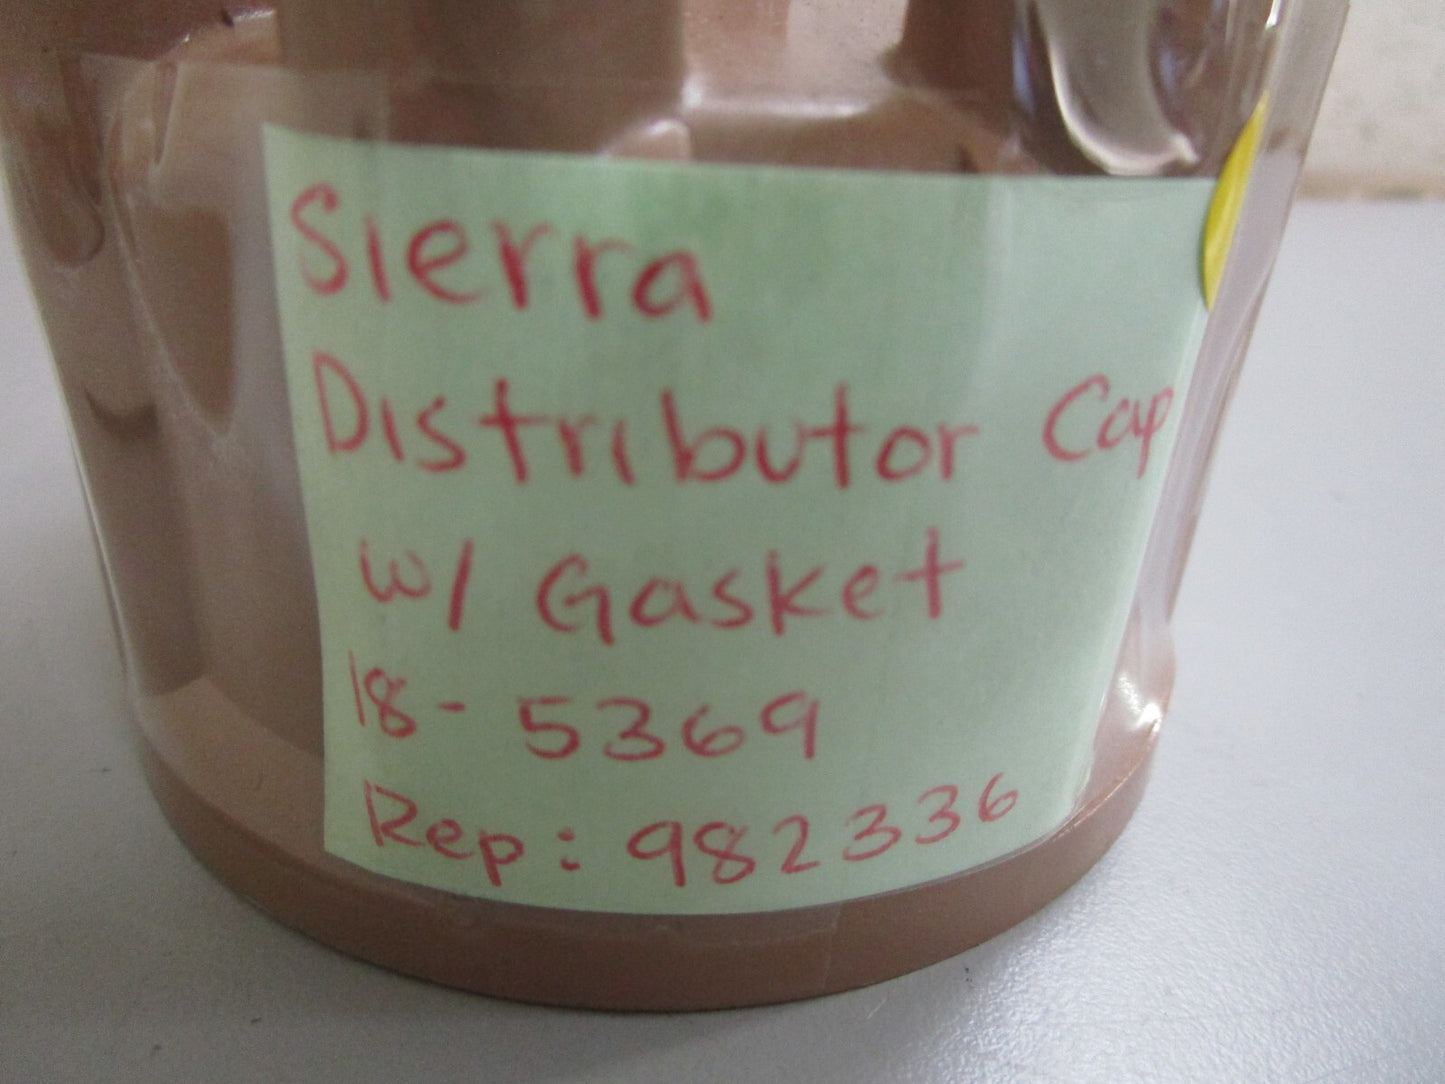 Sierra
Distributor Cap
w/ Gasket
18-5369
Rep: 982336